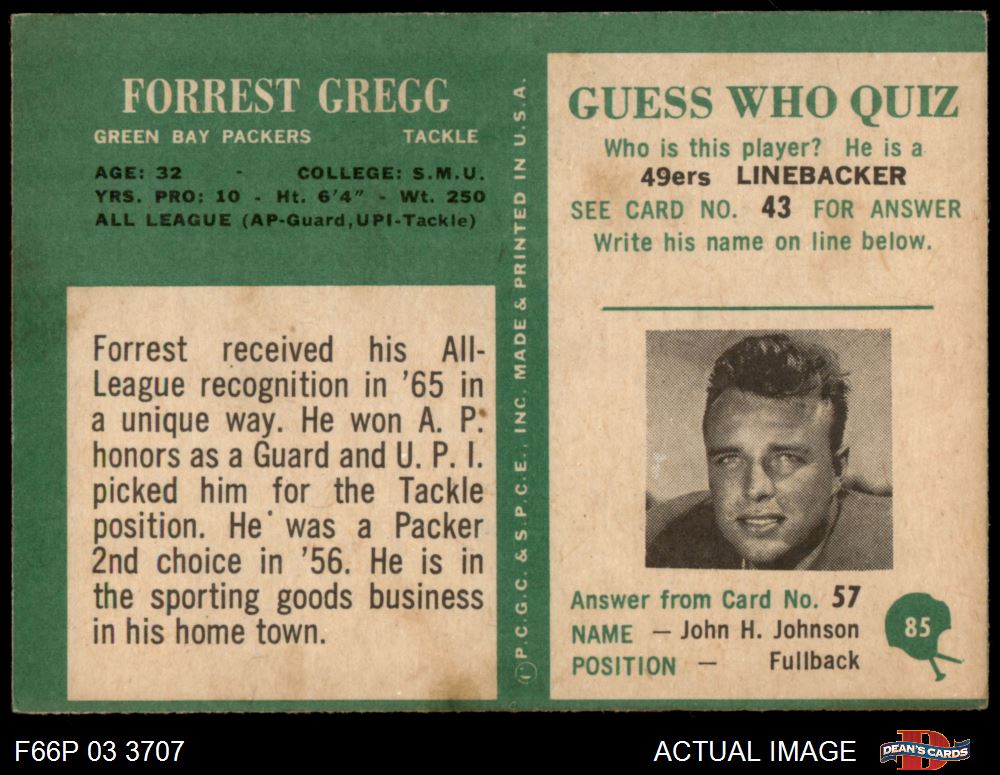 FORREST GREGG
GREEN BAY PACKERS TACKLE
AGE: 32 - COLLEGE: S.M.U.
YRS. PRO: 10 - Ht. 6'4" - Wt. 250
ALL LEAGUE (AP-Guard,UPI-Tackle)
Forrest received his All-
League recognition in '65 in
a unique way. He won A. P.
honors as a Guard and U. P. I.
picked him for the Tackle
position. He was a Packer
2nd choice in '56. He is in
the sporting goods business
in his home town.
© P.C.G.C. & S.P.C.E., INC. MADE & PRINTED IN U.S.A.
GUESS WHO QUIZ
Who is this player? He is a
49ers LINEBACKER
SEE CARD NO. 43 FOR ANSWER
Write his name on line below.
Answer from Card No. 57
NAME — John H. Johnson
POSITION — Fullback
85
F66P 03 3707
ACTUAL IMAGE
D
DEAN'S CARDS